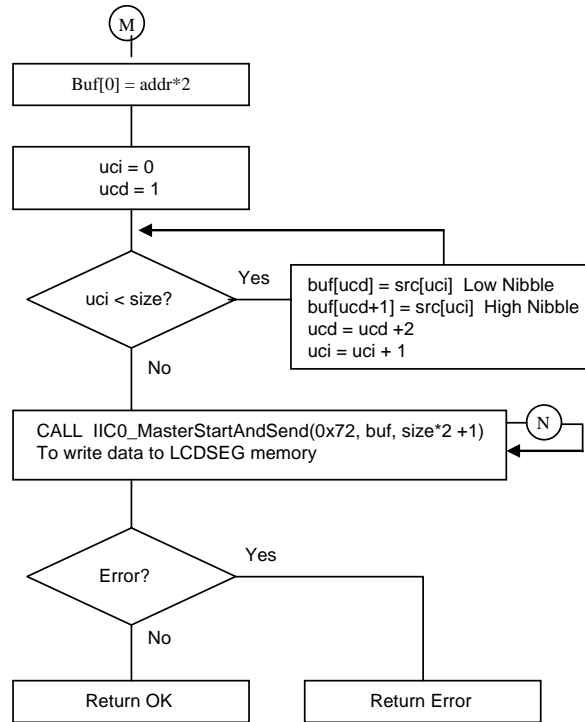 M
Buf[0] = addr*2
uci = 0
ucd = 1
uci < size?
Yes
buf[ucd] = src[uci]  Low Nibble
buf[ucd+1] = src[uci]  High Nibble
ucd = ucd +2
uci = uci + 1
No
CALL  IIC0_MasterStartAndSend(0x72, buf, size*2 +1)
To write data to LCDSEG memory
N
Error?
Yes
No
Return OK
Return Error